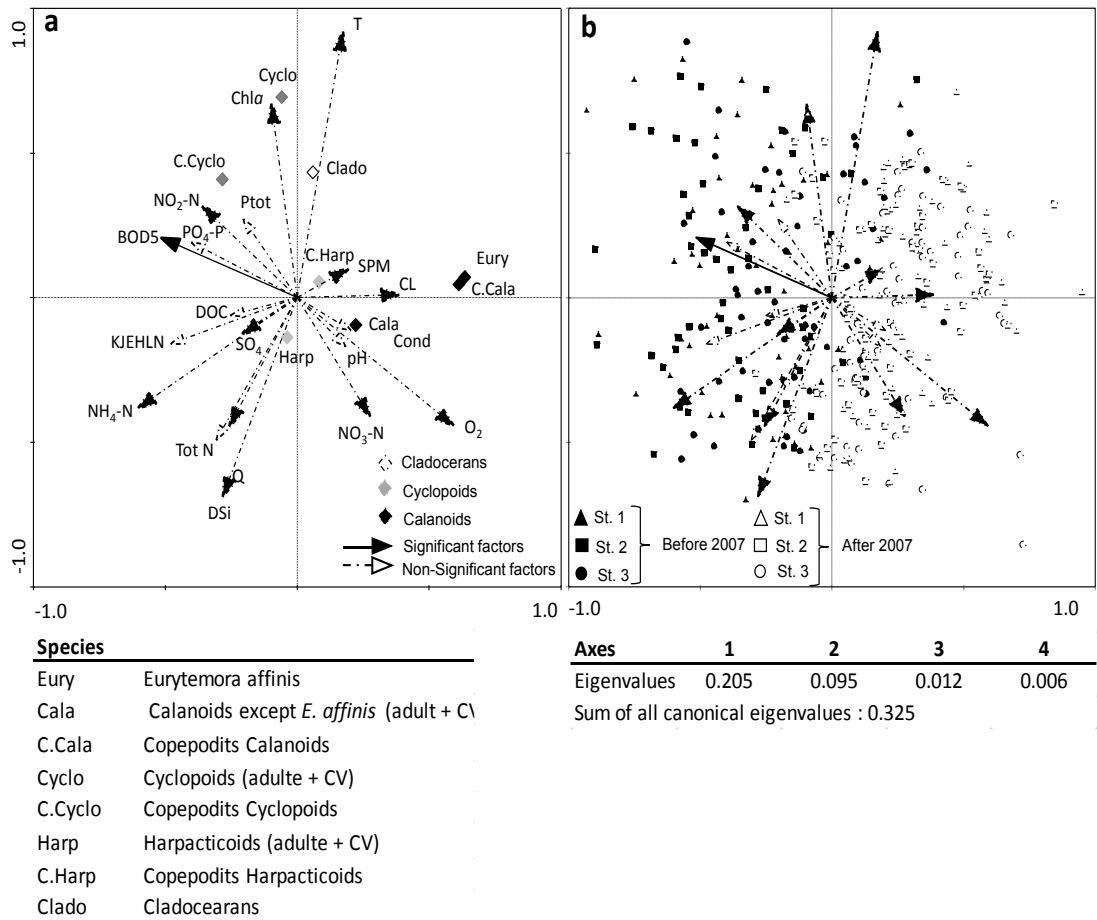 a
1.0
T
Cyclo
Chla
C.Cyclo
Clado
NO2-N
Ptot
BOD5
PO4-P
C.Harp
SPM
CL
Eury
C.Cala
DOC
Cala
KJEHLN
SO4
Cond
Harp
pH
NH4-N
NO3-N
O2
Tot N
Q
DSi
Cladocerans
Cyclopoids
Calanoids
Significant factors
Non-Significant factors
-1.0
-1.0
1.0
b
St. 1
St. 2
St. 3
Before 2007
St. 1
St. 2
St. 3
After 2007
-1.0
1.0
Species
Eury Eurytemora affinis
Cala Calanoids except E. affinis (adult + CV
C.Cala Copepodits Calanoids
Cyclo Cyclopoids (adulte + CV)
C.Cyclo Copepodits Cyclopoids
Harp Harpacticoids (adulte + CV)
C.Harp Copepodits Harpacticoids
Clado Cladocearans
Axes 1 2 3 4
Eigenvalues 0.205 0.095 0.012 0.006
Sum of all canonical eigenvalues : 0.325